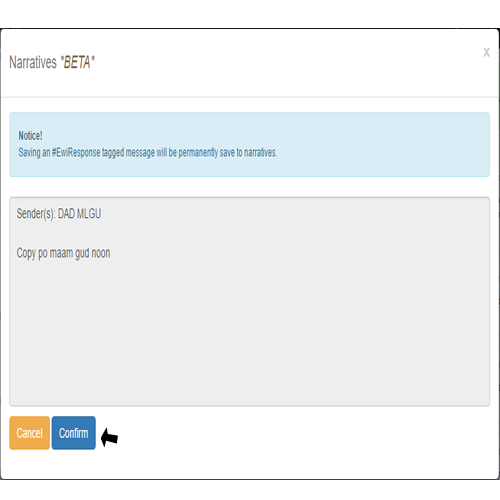 Narratives "BETA"
x
Notice!
Saving an #EwiResponse tagged message will be permanently save to narratives.
Sender(s): DAD MLGU
Copy po maam gud noon
Cancel Confirm